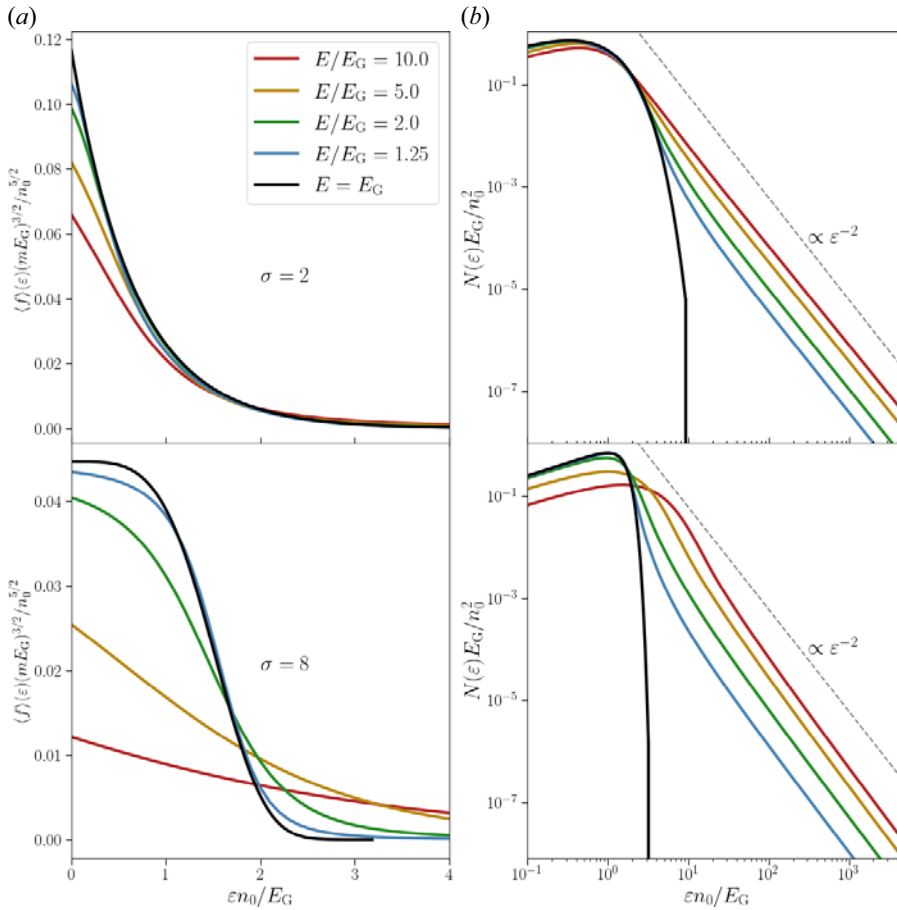 (a)
(b)
0.12
0.10
0.08
0.06
0.04
0.02
0.00
⟨f⟩(ε)(mE_G)^{3/2}/n_0^{5/2}
E/E_G = 10.0
E/E_G = 5.0
E/E_G = 2.0
E/E_G = 1.25
E = E_G
σ = 2
10^{-1}
10^{-3}
10^{-5}
10^{-7}
N(ε)E_G/n_0^2
∝ ε^{-2}
0.04
0.03
0.02
0.01
0.00
⟨f⟩(ε)(mE_G)^{3/2}/n_0^{5/2}
σ = 8
0 1 2 3 4
εn_0/E_G
10^{-1}
10^{-3}
10^{-5}
10^{-7}
N(ε)E_G/n_0^2
∝ ε^{-2}
10^{-1} 10^0 10^1 10^2 10^3
εn_0/E_G